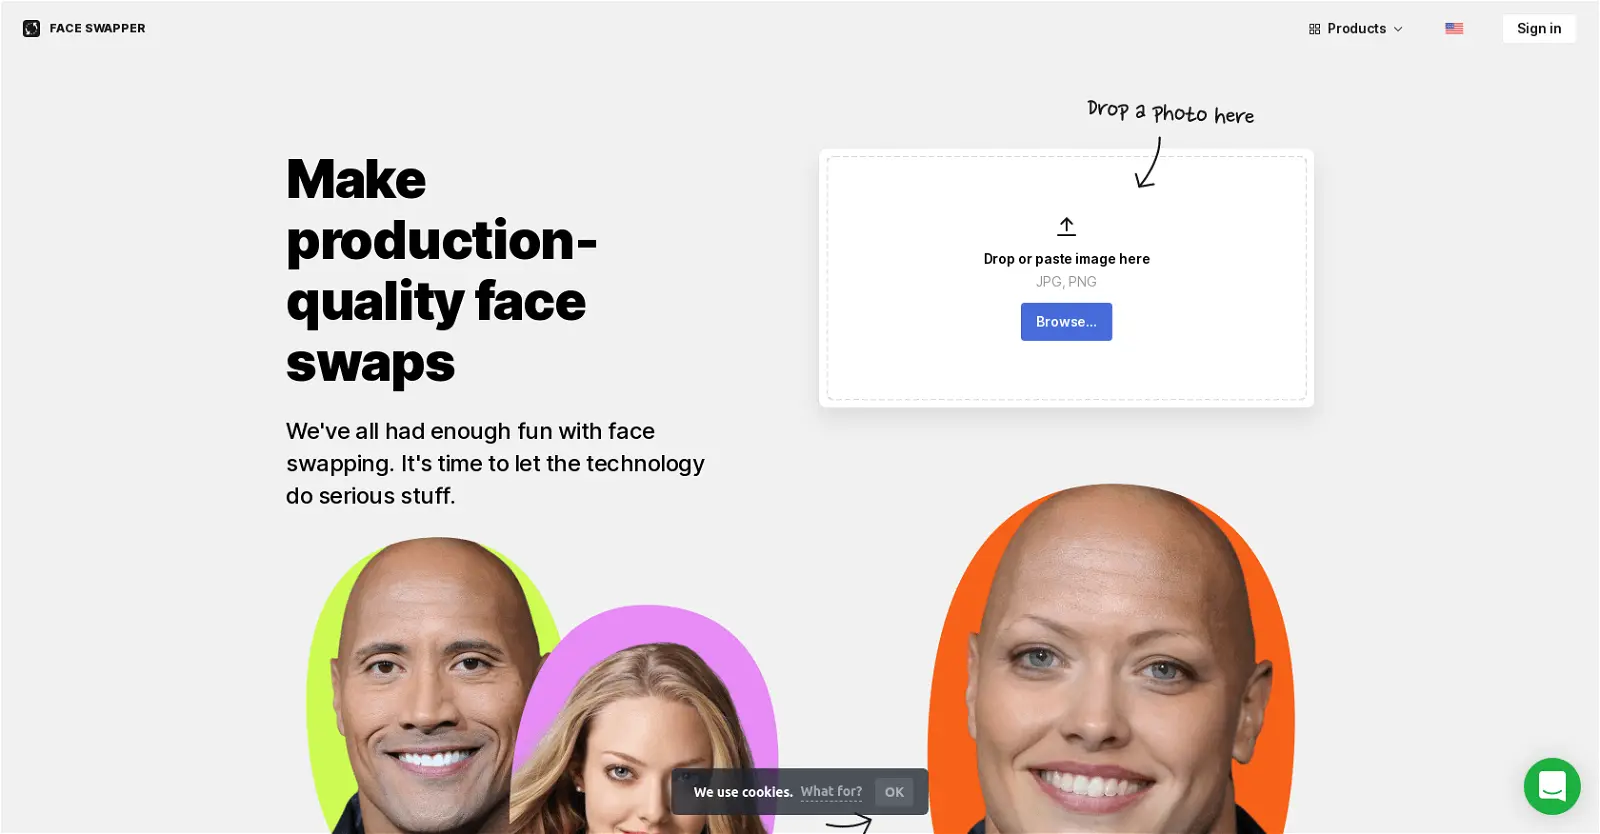 FACE SWAPPER
Products
Sign in
Drop a photo here
Make
production-
quality face
swaps
Drop or paste image here
JPG, PNG
Browse...
We've all had enough fun with face
swapping. It's time to let the technology
do serious stuff.
We use cookies. What for? OK